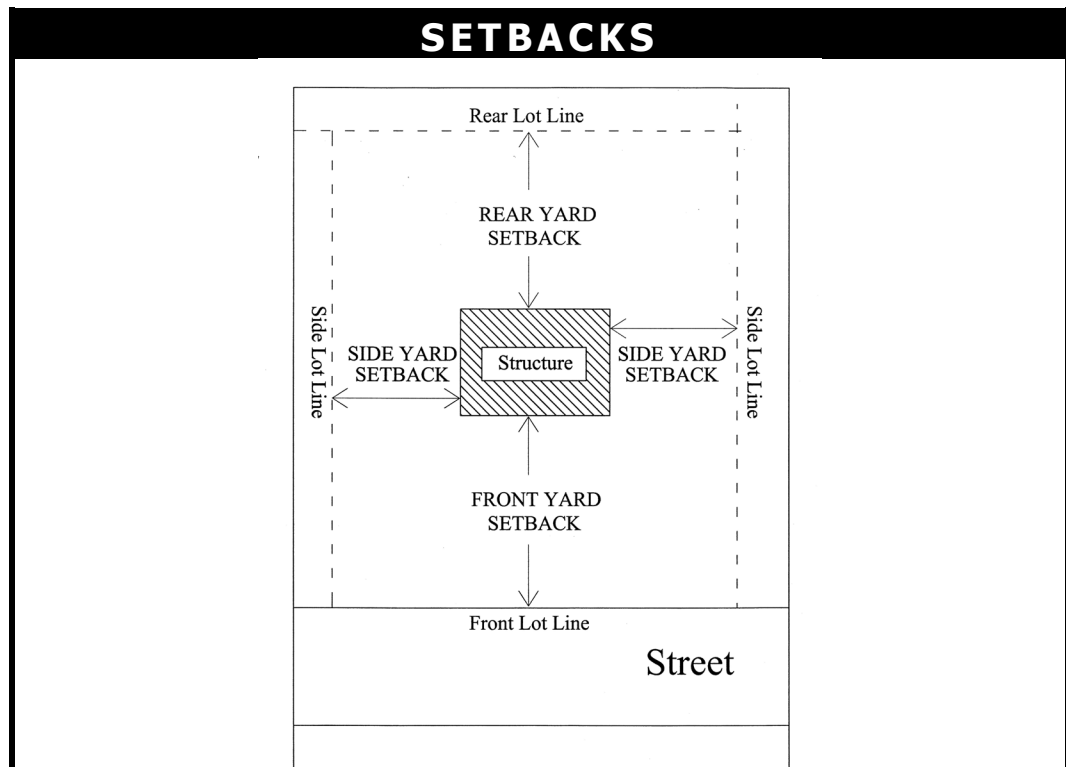 SETBACKS
Rear Lot Line
REAR YARD
SETBACK
Side Lot Line
SIDE YARD
SETBACK
Structure
SIDE YARD
SETBACK
Side Lot Line
FRONT YARD
SETBACK
Front Lot Line
Street